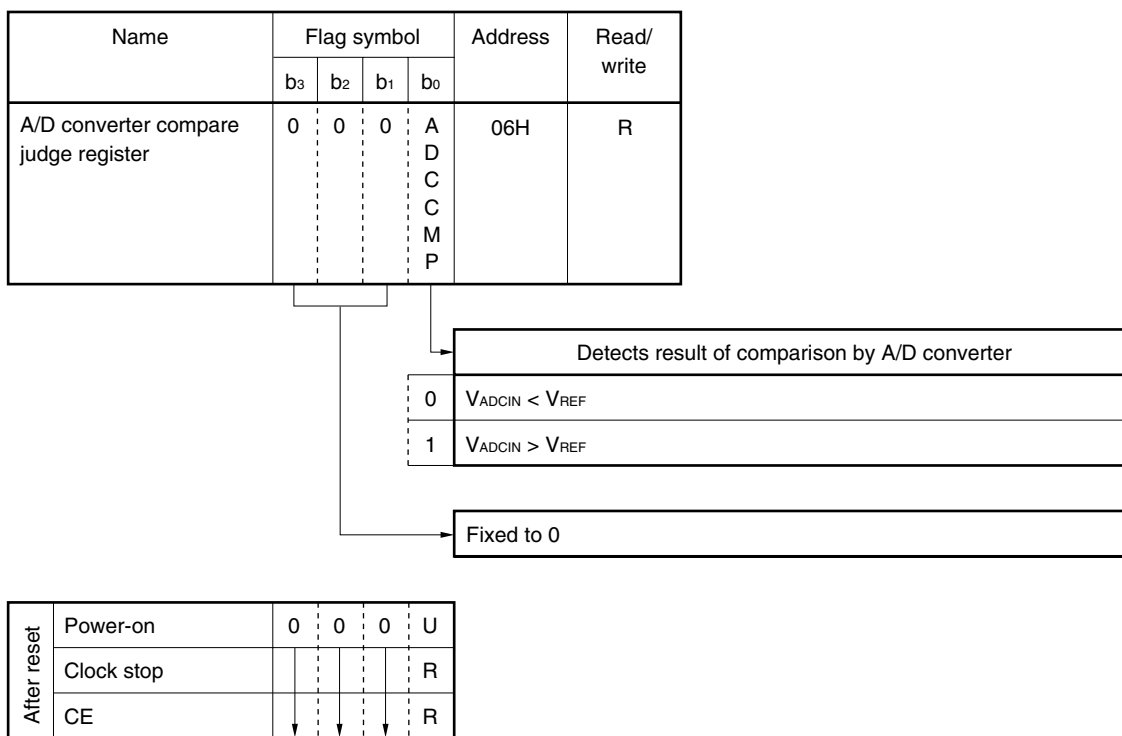 Name Flag symbol Address Read/
write
b3 b2 b1 b0
A/D converter compare 0 0 0 A 06H R
judge register D
C
C
M
P
Detects result of comparison by A/D converter
0 VADCIN < VREF
1 VADCIN > VREF
Fixed to 0
After reset
Power-on 0 0 0 U
Clock stop R
CE R